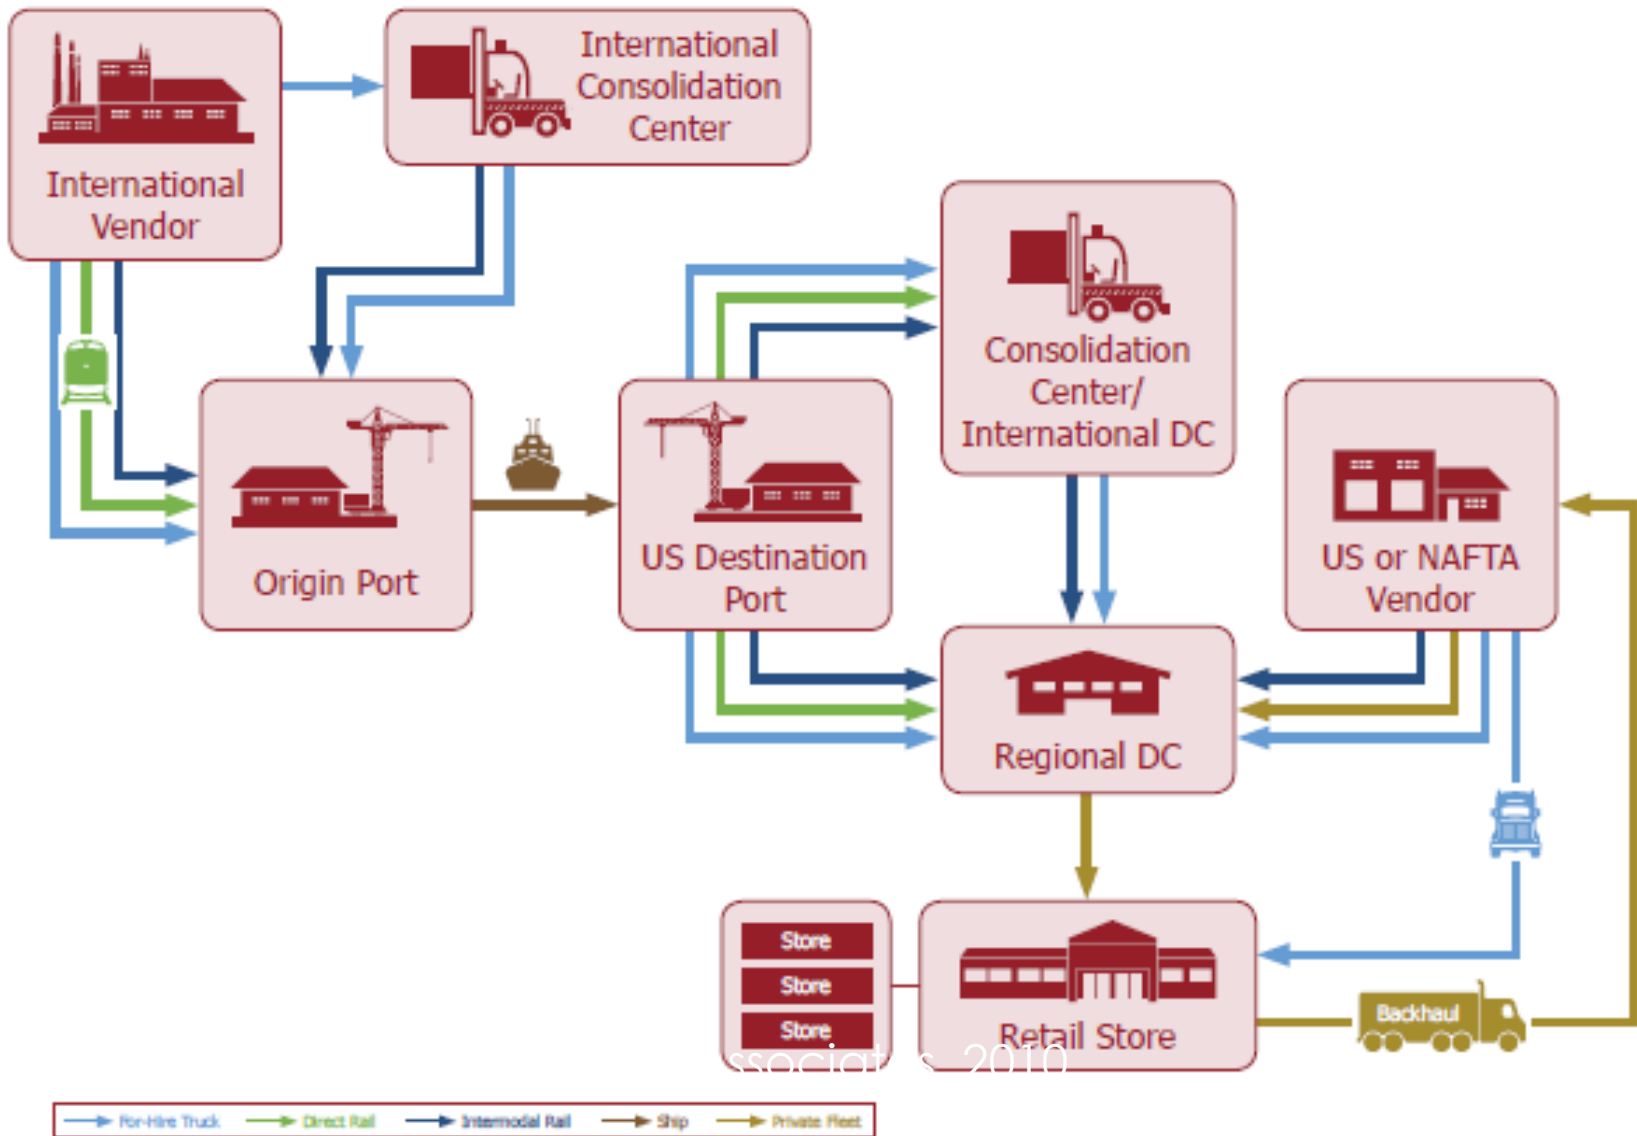 International
Vendor
International
Consolidation
Center
Consolidation
Center/
International DC
Origin Port
US Destination
Port
US or NAFTA
Vendor
Regional DC
Store
Store
Store
Retail Store
Backhaul
ssociates 2010
For-Hire Truck
Direct Rail
Intermodal Rail
Ship
Private Fleet